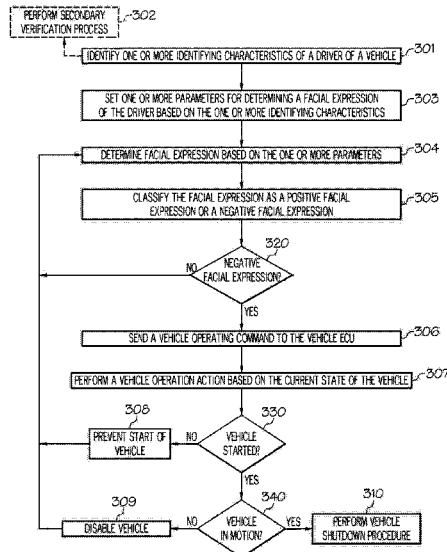 PERFORM SECONDARY
VERIFICATION PROCESS
302
IDENTIFY ONE OR MORE IDENTIFYING CHARACTERISTICS OF A DRIVER OF A VEHICLE
301
SET ONE OR MORE PARAMETERS FOR DETERMINING A FACIAL EXPRESSION
OF THE DRIVER BASED ON THE ONE OR MORE IDENTIFYING CHARACTERISTICS
303
DETERMINE FACIAL EXPRESSION BASED ON THE ONE OR MORE PARAMETERS
304
CLASSIFY THE FACIAL EXPRESSION AS A POSITIVE FACIAL
EXPRESSION OR A NEGATIVE FACIAL EXPRESSION
305
320
NEGATIVE
FACIAL EXPRESSION?
NO
YES
SEND A VEHICLE OPERATING COMMAND TO THE VEHICLE ECU
306
PERFORM A VEHICLE OPERATION ACTION BASED ON THE CURRENT STATE OF THE VEHICLE
307
308
PREVENT START OF
VEHICLE
NO
330
VEHICLE
STARTED?
YES
309
DISABLE VEHICLE
NO
340
VEHICLE
IN MOTION?
YES
310
PERFORM VEHICLE
SHUTDOWN PROCEDURE